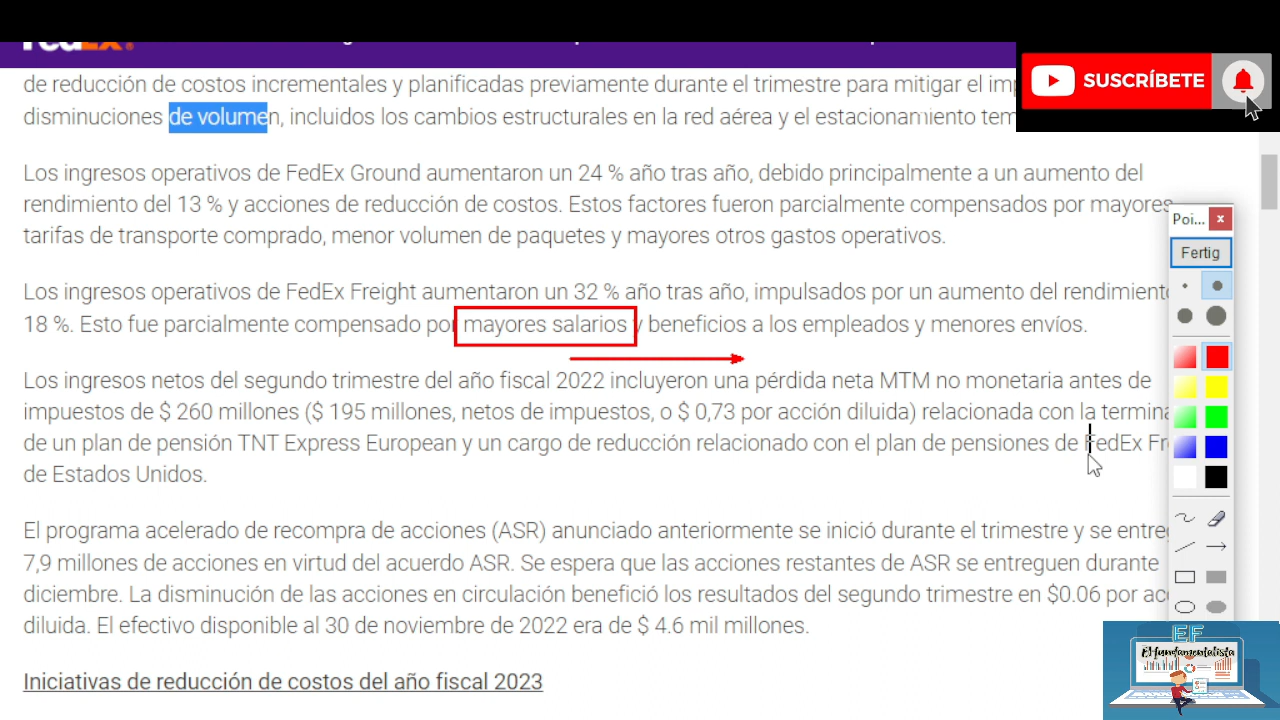 FedEx
SUSCRÍBETE
de reducción de costos incrementales y planificadas previamente durante el trimestre para mitigar el
disminuciones de volumen, incluidos los cambios estructurales en la red aérea y el estacionamiento
Los ingresos operativos de FedEx Ground aumentaron un 24 % año tras año, debido principalmente a un aumento del
rendimiento del 13 % y acciones de reducción de costos. Estos factores fueron parcialmente compensados por mayores
tarifas de transporte comprado, menor volumen de paquetes y mayores otros gastos operativos.
Poi...
Fertig
Los ingresos operativos de FedEx Freight aumentaron un 32 % año tras año, impulsados por un aumento del rendimiento
18 %. Esto fue parcialmente compensado por mayores salarios y beneficios a los empleados y menores envíos.
Los ingresos netos del segundo trimestre del año fiscal 2022 incluyeron una pérdida neta MTM no monetaria antes de
impuestos de $ 260 millones ($ 195 millones, netos de impuestos, o $ 0,73 por acción diluida) relacionada con la
de un plan de pensión TNT Express European y un cargo de reducción relacionado con el plan de pensiones de FedEx
de Estados Unidos.
El programa acelerado de recompra de acciones (ASR) anunciado anteriormente se inició durante el trimestre y se
7,9 millones de acciones en virtud del acuerdo ASR. Se espera que las acciones restantes de ASR se entreguen durante
diciembre. La disminución de las acciones en circulación benefició los resultados del segundo trimestre en $0.06 por
diluida. El efectivo disponible al 30 de noviembre de 2022 era de $ 4.6 mil millones.
Iniciativas de reducción de costos del año fiscal 2023
EF
El fundamentalista